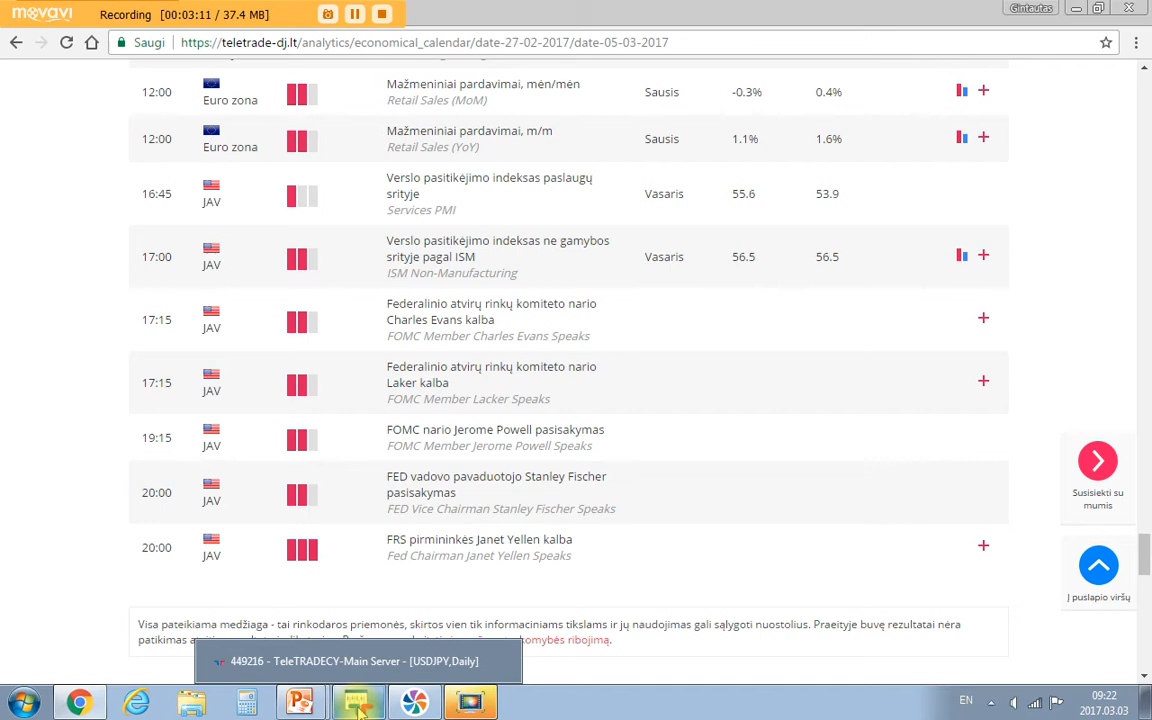 movavi Recording [00:03:11 / 37.4 MB]
Gintautas
Saugi https://teletrade-dj.lt/analytics/economical_calendar/date-27-02-2017/date-05-03-2017
12:00 Euro zona Mažmeniniai pardavimai, mėn/mėn Sausis -0.3% 0.4%
Retail Sales (MoM)
12:00 Euro zona Mažmeniniai pardavimai, m/m Sausis 1.1% 1.6%
Retail Sales (YoY)
16:45 JAV Verslo pasitikėjimo indeksas paslaugų Vasaris 55.6 53.9
srityje
Services PMI
17:00 JAV Verslo pasitikėjimo indeksas ne gamybos Vasaris 56.5 56.5
srityje pagal ISM
ISM Non-Manufacturing
17:15 JAV Federalinio atvirų rinkų komiteto nario
Charles Evans kalba
FOMC Member Charles Evans Speaks
17:15 JAV Federalinio atvirų rinkų komiteto nario
Laker kalba
FOMC Member Lacker Speaks
19:15 JAV FOMC nario Jerome Powell pasisakymas
FOMC Member Jerome Powell Speaks
20:00 JAV FED vadovo pavaduotojo Stanley Fischer
pasisakymas
FED Vice Chairman Stanley Fischer Speaks
20:00 JAV FRS pirmininkės Janet Yellen kalba
Fed Chairman Janet Yellen Speaks
Susisiekti su
mumis
Į puslapio viršų
Visa pateikiama medžiaga - tai rinkodaros priemonės, skirtos vien tik informaciniams tikslams ir jų naudojimas gali sąlygoti nuostolius. Praeityje buvę rezultatai nėra
patikimas
ribojimą.
449216 - TeleTRADECY-Main Server - [USDJPY,Daily]
EN
09:22
2017.03.03